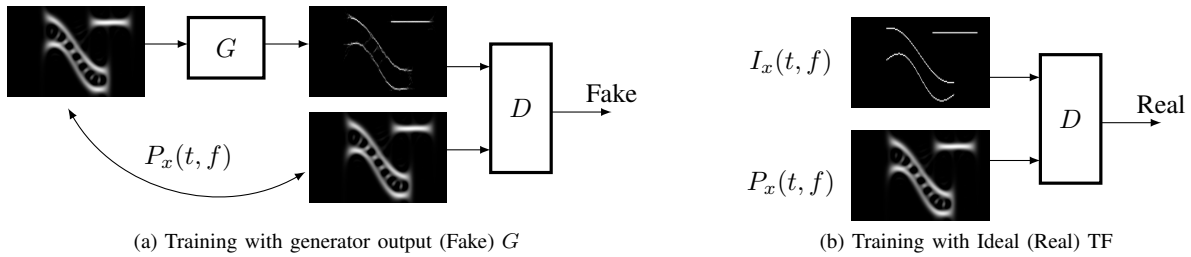 G
D
Fake
P_x(t, f)
(a) Training with generator output (Fake) G
I_x(t, f)
D
Real
P_x(t, f)
(b) Training with Ideal (Real) TF